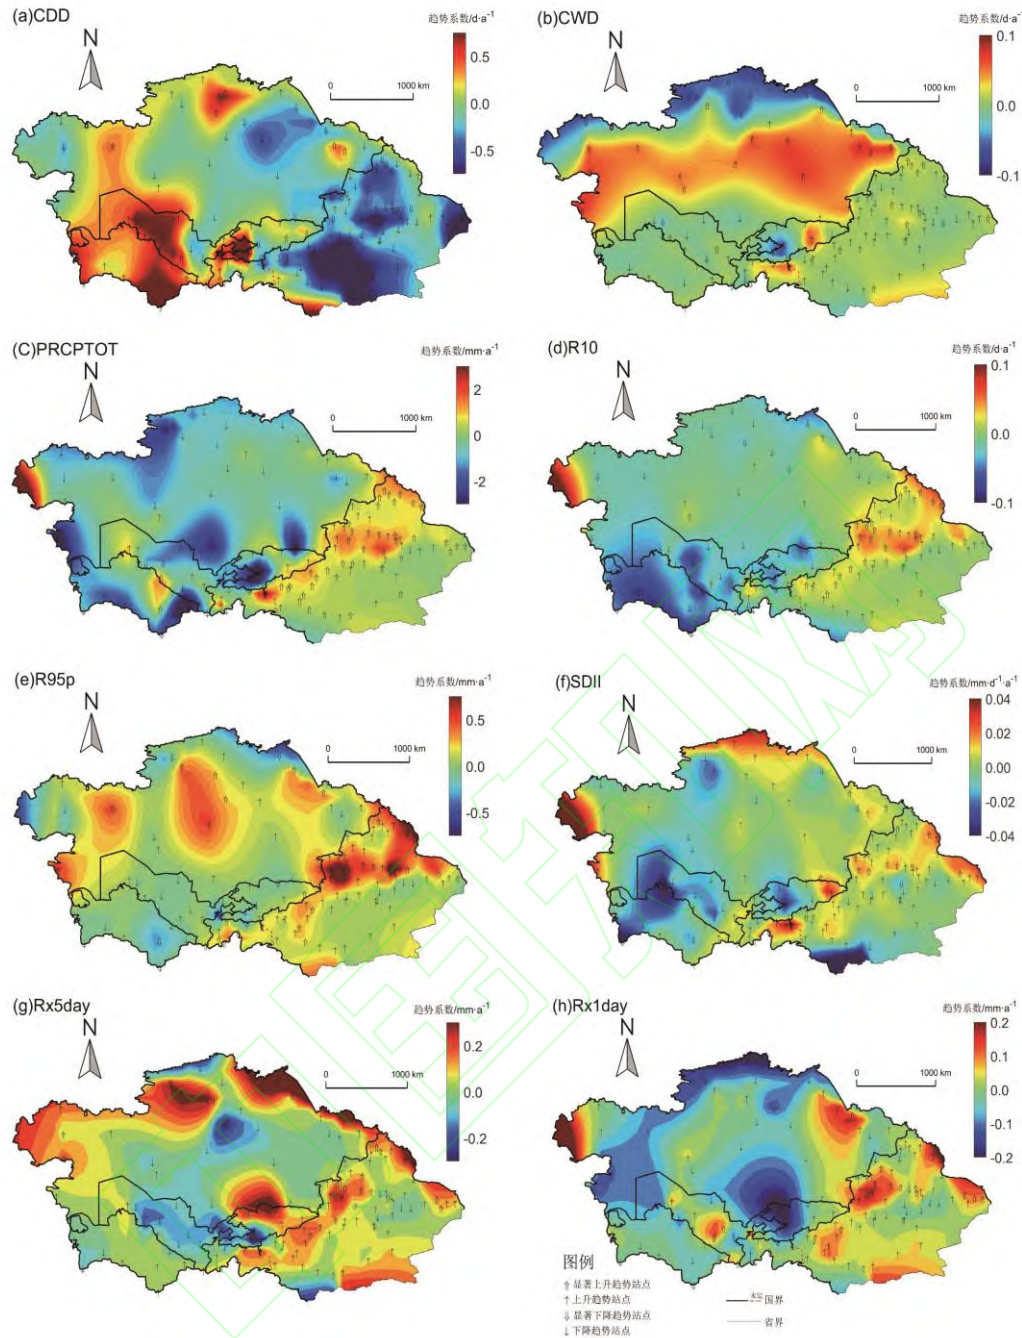 (a)CDD
趋势系数/d·a⁻¹
N
0.5
0.0
-0.5
0 1000 km
(b)CWD
趋势系数/d·a⁻¹
N
0.1
0.0
-0.1
0 1000 km
(C)PRCPTOT
趋势系数/mm·a⁻¹
N
2
0
-2
0 1000 km
(d)R10
趋势系数/d·a⁻¹
N
0.1
0.0
-0.1
0 1000 km
(e)R95p
趋势系数/mm·a⁻¹
N
0.5
0.0
-0.5
0 1000 km
(f)SDII
趋势系数/mm·d⁻¹·a⁻¹
N
0.04
0.02
0.00
-0.02
-0.04
0 1000 km
(g)Rx5day
趋势系数/mm·a⁻¹
N
0.2
0.0
-0.2
0 1000 km
(h)Rx1day
趋势系数/mm·a⁻¹
N
0.2
0.1
0.0
-0.1
-0.2
0 1000 km
图例
⇧ 显著上升趋势站点
↑ 上升趋势站点
⇩ 显著下降趋势站点
↓ 下降趋势站点
国界
省界